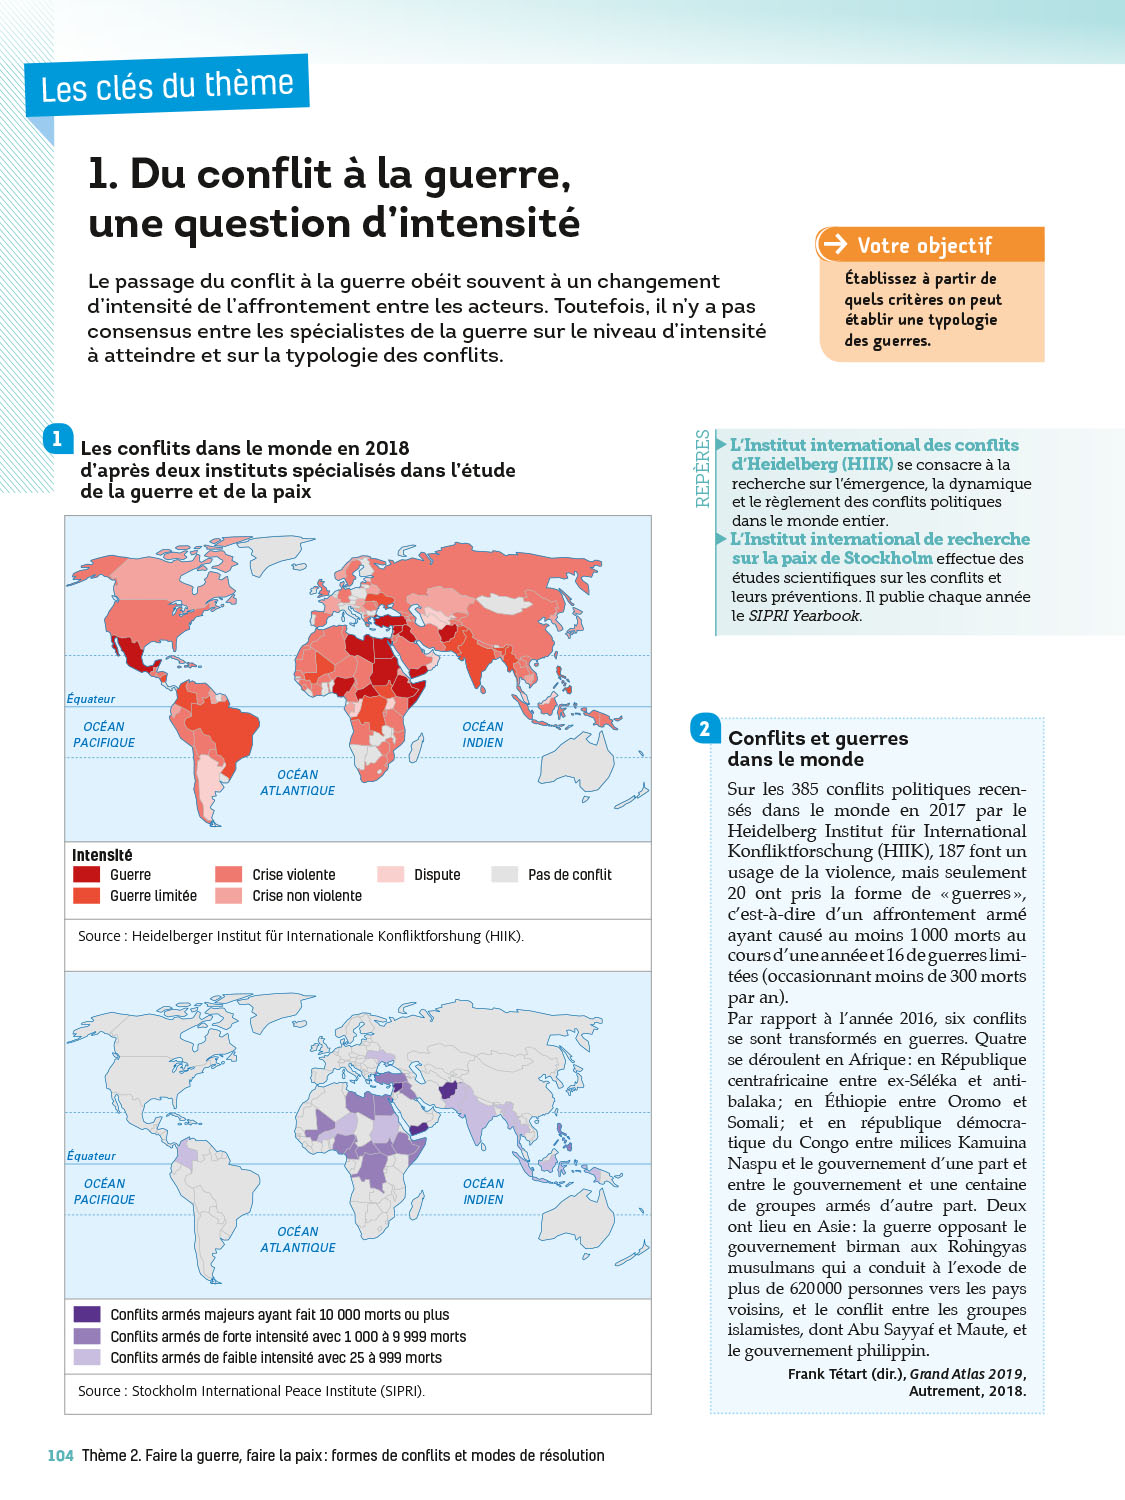 Les clés du thème
1. Du conflit à la guerre,
une question d’intensité
Le passage du conflit à la guerre obéit souvent à un changement
d’intensité de l’affrontement entre les acteurs. Toutefois, il n’y a pas
consensus entre les spécialistes de la guerre sur le niveau d’intensité
à atteindre et sur la typologie des conflits.
→ Votre objectif
Établissez à partir de
quels critères on peut
établir une typologie
des guerres.
1
Les conflits dans le monde en 2018
d’après deux instituts spécialisés dans l’étude
de la guerre et de la paix
Équateur
OCÉAN
PACIFIQUE
OCÉAN
ATLANTIQUE
OCÉAN
INDIEN
Intensité
Guerre
Guerre limitée
Crise violente
Crise non violente
Dispute
Pas de conflit
Source : Heidelberger Institut für Internationale Konfliktforshung (HIIK).
Équateur
OCÉAN
PACIFIQUE
OCÉAN
ATLANTIQUE
OCÉAN
INDIEN
Conflits armés majeurs ayant fait 10 000 morts ou plus
Conflits armés de forte intensité avec 1 000 à 9 999 morts
Conflits armés de faible intensité avec 25 à 999 morts
Source : Stockholm International Peace Institute (SIPRI).
REPÈRES
L’Institut international des conflits
d’Heidelberg (HIIK) se consacre à la
recherche sur l’émergence, la dynamique
et le règlement des conflits politiques
dans le monde entier.
L’Institut international de recherche
sur la paix de Stockholm effectue des
études scientifiques sur les conflits et
leurs préventions. Il publie chaque année
le SIPRI Yearbook.
2
Conflits et guerres
dans le monde
Sur les 385 conflits politiques recen-
sés dans le monde en 2017 par le
Heidelberg Institut für International
Konfliktforschung (HIIK), 187 font un
usage de la violence, mais seulement
20 ont pris la forme de « guerres »,
c’est-à-dire d’un affrontement armé
ayant causé au moins 1 000 morts au
cours d’une année et 16 de guerres limi-
tées (occasionnant moins de 300 morts
par an).
Par rapport à l’année 2016, six conflits
se sont transformés en guerres. Quatre
se déroulent en Afrique : en République
centrafricaine entre ex-Séléka et anti-
balaka ; en Éthiopie entre Oromo et
Somali ; et en république démocra-
tique du Congo entre milices Kamuina
Naspu et le gouvernement d’une part et
entre le gouvernement et une centaine
de groupes armés d’autre part. Deux
ont lieu en Asie : la guerre opposant le
gouvernement birman aux Rohingyas
musulmans qui a conduit à l’exode de
plus de 620 000 personnes vers les pays
voisins, et le conflit entre les groupes
islamistes, dont Abu Sayyaf et Maute, et
le gouvernement philippin.
Frank Tétart (dir.), Grand Atlas 2019,
Autrement, 2018.
104 Thème 2. Faire la guerre, faire la paix : formes de conflits et modes de résolution